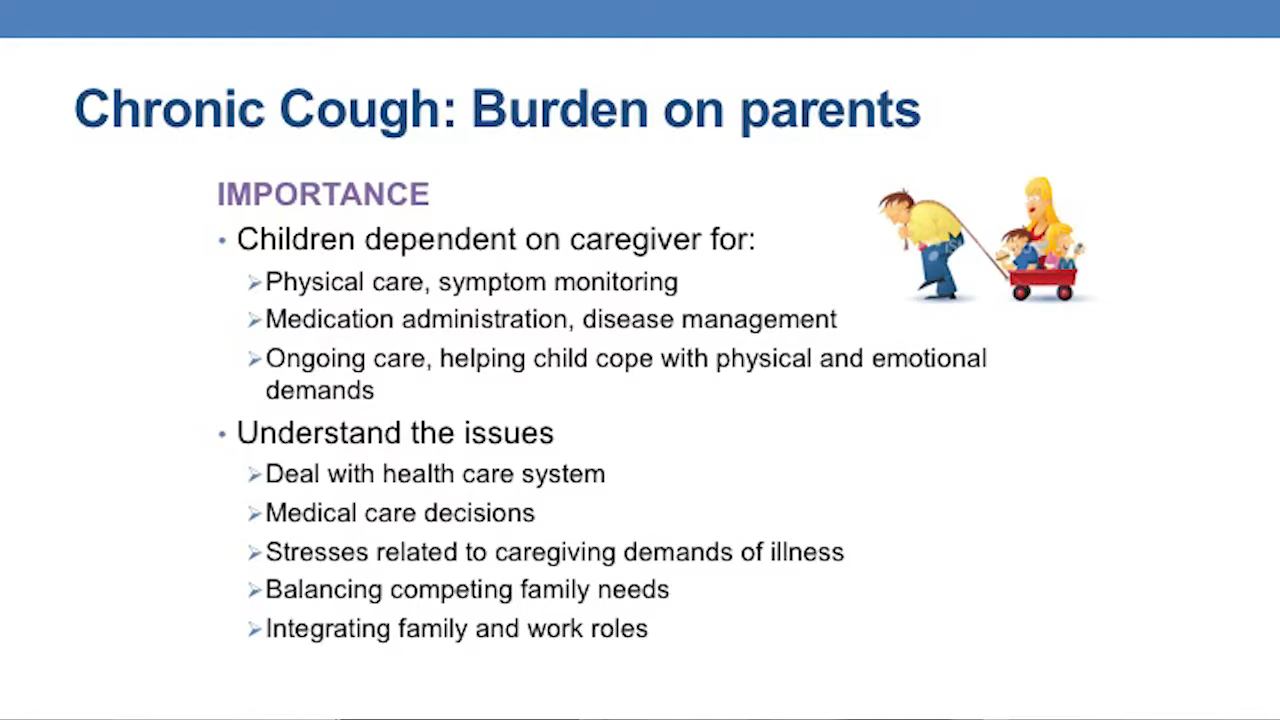 Chronic Cough: Burden on parents
IMPORTANCE
• Children dependent on caregiver for:
➢Physical care, symptom monitoring
➢Medication administration, disease management
➢Ongoing care, helping child cope with physical and emotional
demands
• Understand the issues
➢Deal with health care system
➢Medical care decisions
➢Stresses related to caregiving demands of illness
➢Balancing competing family needs
➢Integrating family and work roles